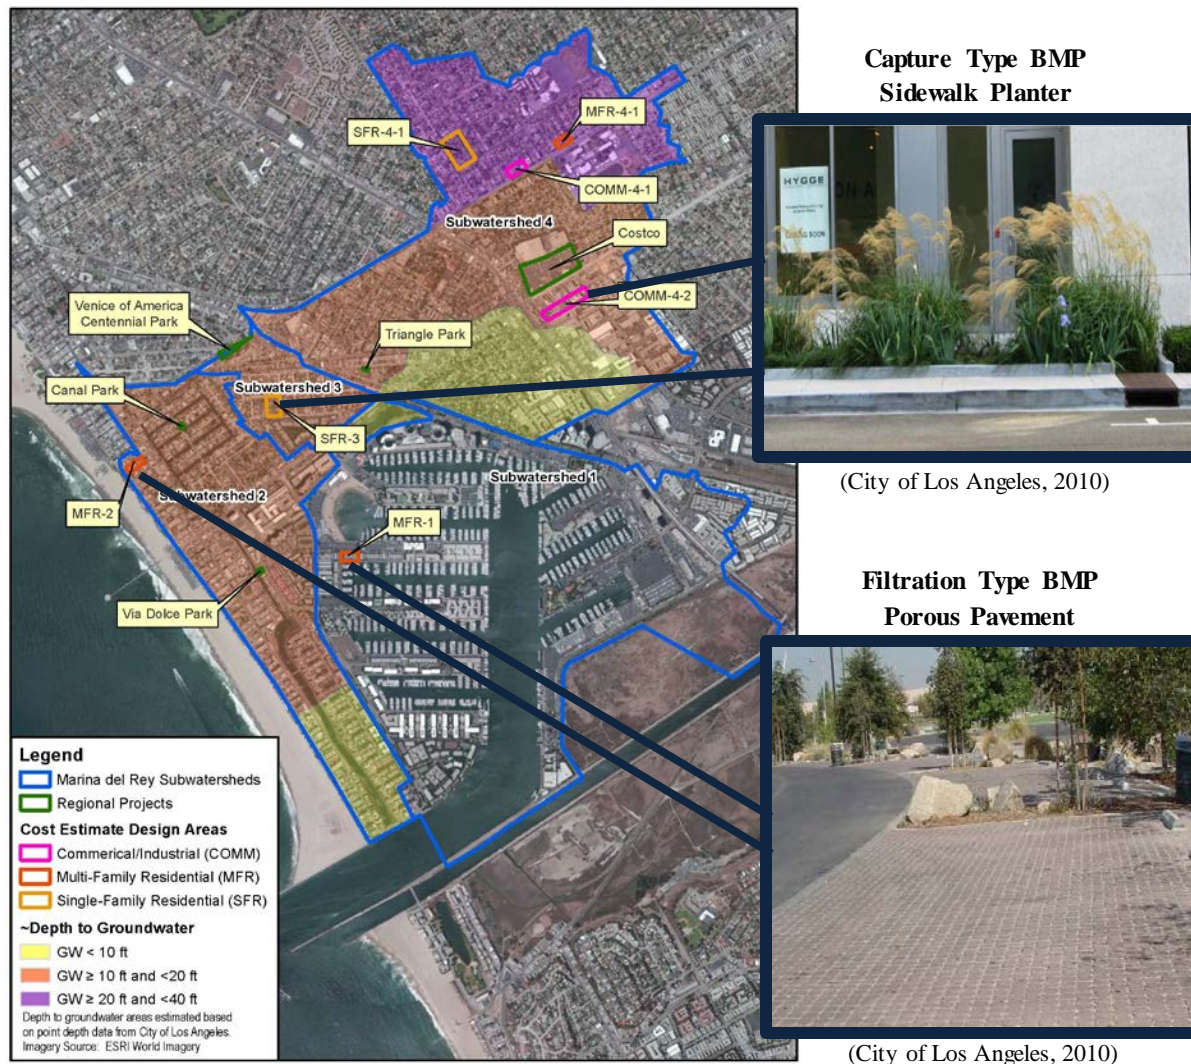 Capture Type BMP
Sidewalk Planter
MFR-4-1
SFR-4-1
COMM-4-1
Subwatershed 4
Costco
COMM-4-2
Venice of America
Centennial Park
Triangle Park
Canal Park
Subwatershed 3
SFR-3
Subwatershed 1
Subwatershed 2
MFR-2
MFR-1
Via Dolce Park
HYGGE
(City of Los Angeles, 2010)
Filtration Type BMP
Porous Pavement
Legend
Marina del Rey Subwatersheds
Regional Projects
Cost Estimate Design Areas
Commerical/Industrial (COMM)
Multi-Family Residential (MFR)
Single-Family Residential (SFR)
~Depth to Groundwater
GW < 10 ft
GW ≥ 10 ft and <20 ft
GW ≥ 20 ft and <40 ft
Depth to groundwater areas estimated based
on point depth data from City of Los Angeles.
Imagery Source: ESRI World Imagery
(City of Los Angeles, 2010)